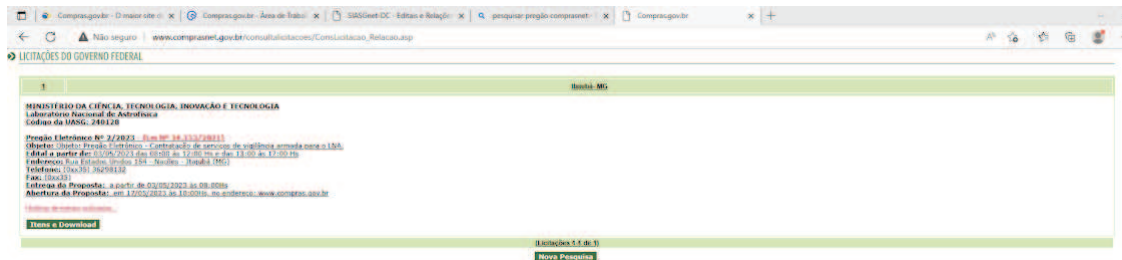 Compras.gov.br - O maior site d
Compras.gov.br - Área de Trabal
SIASGnet-DC - Editais e Relação
pesquisar pregão comprasnet -
Compras.gov.br
Não seguro
www.comprasnet.gov.br/consultalicitacoes/ConsLicitacao_Relacao.asp
LICITAÇÕES DO GOVERNO FEDERAL
1
Itajubá-MG
MINISTÉRIO DA CIÊNCIA, TECNOLOGIA, INOVAÇÃO E TECNOLOGIA
Laboratório Nacional de Astrofísica
Código da UASG: 240128
Pregão Eletrônico Nº 2/2023
Objeto: Objeto: Pregão Eletrônico - Contratação de serviços de vigilância armada para o LNA.
Edital a partir de: 03/05/2023 das 08:00 às 12:00 Hs e das 13:00 às 17:00 Hs
Endereço: Rua Estados Unidos 154 - Nações - Itajubá (MG)
Telefone: (0xx35) 36298132
Fax: (0xx35)
Entrega da Proposta: a partir de 03/05/2023 às 08:00Hs
Abertura da Proposta: em 17/05/2023 às 10:00Hs, no endereço: www.compras.gov.br
Itens e Download
(Licitações 1-1 de 1)
Nova Pesquisa